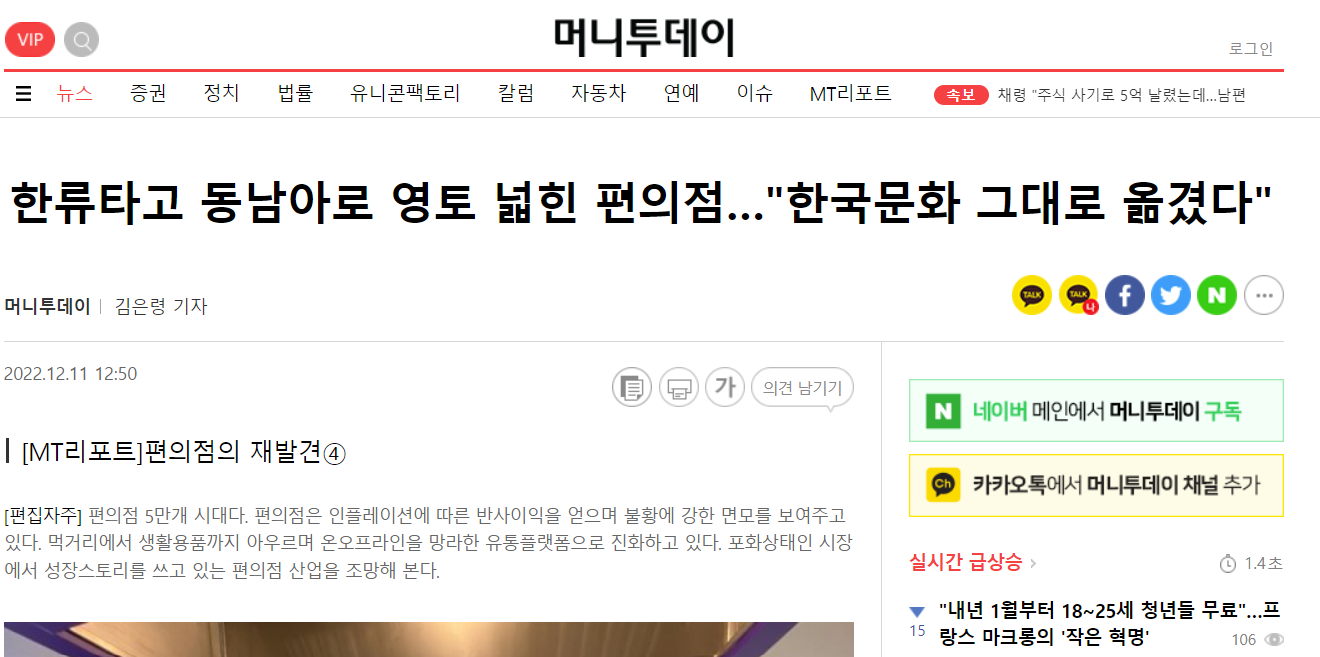 VIP
머니투데이
로그인
뉴스 증권 정치 법률 유니콘팩토리 칼럼 자동차 연예 이슈 MT리포트 속보 채령 "주식 사기로 5억 날렸는데...남편
한류타고 동남아로 영토 넓힌 편의점..."한국문화 그대로 옮겼다"
머니투데이 김은령 기자
TALK TALK 나 f N ...
2022.12.11 12:50
가 의견 남기기
[MT리포트]편의점의 재발견④
[편집자주] 편의점 5만개 시대다. 편의점은 인플레이션에 따른 반사이익을 얻으며 불황에 강한 면모를 보여주고
있다. 먹거리에서 생활용품까지 아우르며 온오프라인을 망라한 유통플랫폼으로 진화하고 있다. 포화상태인 시장
에서 성장스토리를 쓰고 있는 편의점 산업을 조망해 본다.
N 네이버 메인에서 머니투데이 구독
Ch 카카오톡에서 머니투데이 채널 추가
실시간 급상승 > 1.4초
"내년 1월부터 18~25세 청년들 무료"...프
15 랑스 마크롱의 '작은 혁명' 106